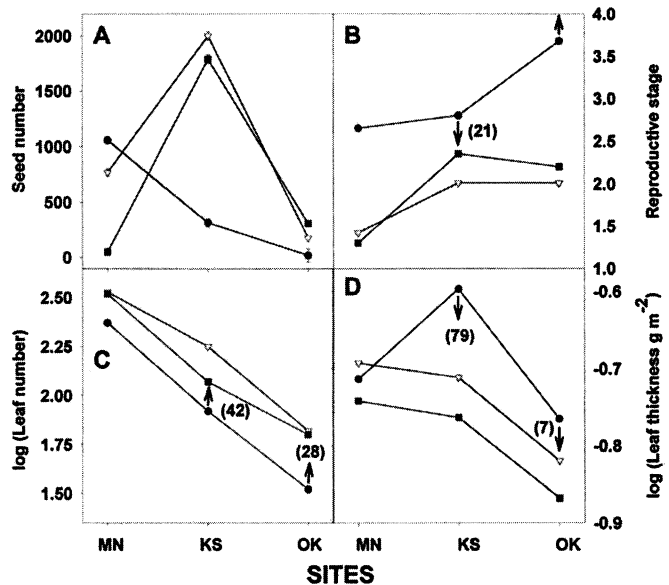 A
B
2000
1500
1000
500
0
Seed number
4.0
3.5
3.0
2.5
2.0
1.5
1.0
Reproductive stage
(21)
C
D
2.50
2.25
2.00
1.75
1.50
log (Leaf number)
(42)
(28)
-0.6
-0.7
-0.8
-0.9
log (Leaf thickness g m⁻²)
(79)
(7)
MN KS OK MN KS OK
SITES